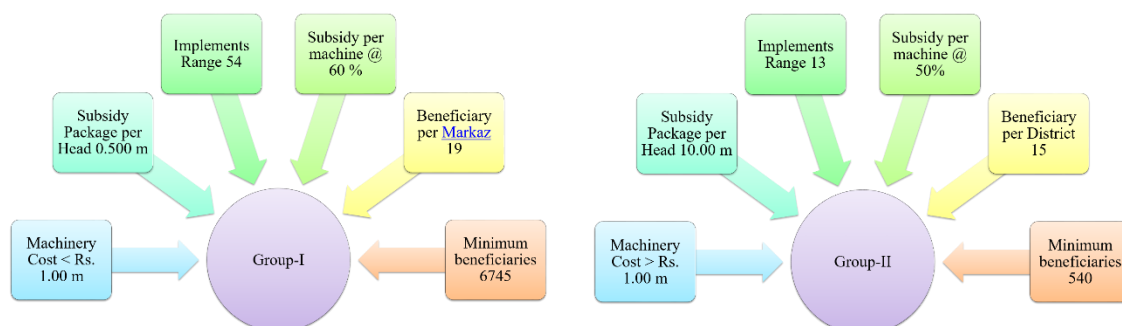 Implements
Range 54
Subsidy per
machine @
60 %
Subsidy
Package per
Head 0.500 m
Beneficiary
per Markaz
19
Machinery
Cost < Rs.
1.00 m
Group-I
Minimum
beneficiaries
6745
Implements
Range 13
Subsidy per
machine @
50%
Subsidy
Package per
Head 10.00 m
Beneficiary
per District
15
Machinery
Cost > Rs.
1.00 m
Group-II
Minimum
beneficiaries
540